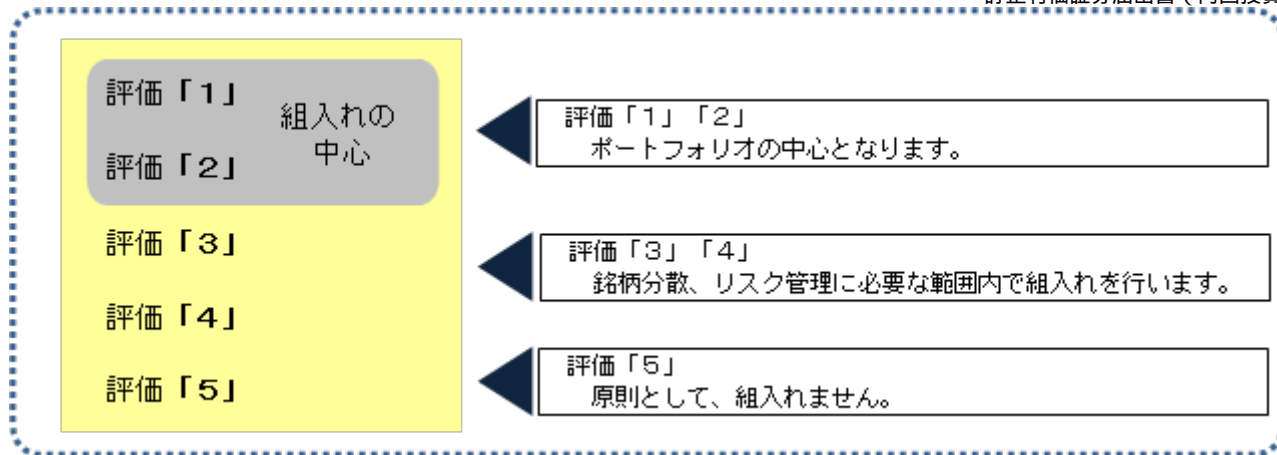 評価「１」
組入れの
中心
評価「２」
評価「３」
評価「４」
評価「５」
評価「１」「２」
ポートフォリオの中心となります。
評価「３」「４」
銘柄分散、リスク管理に必要な範囲内で組入れを行います。
評価「５」
原則として、組入れません。